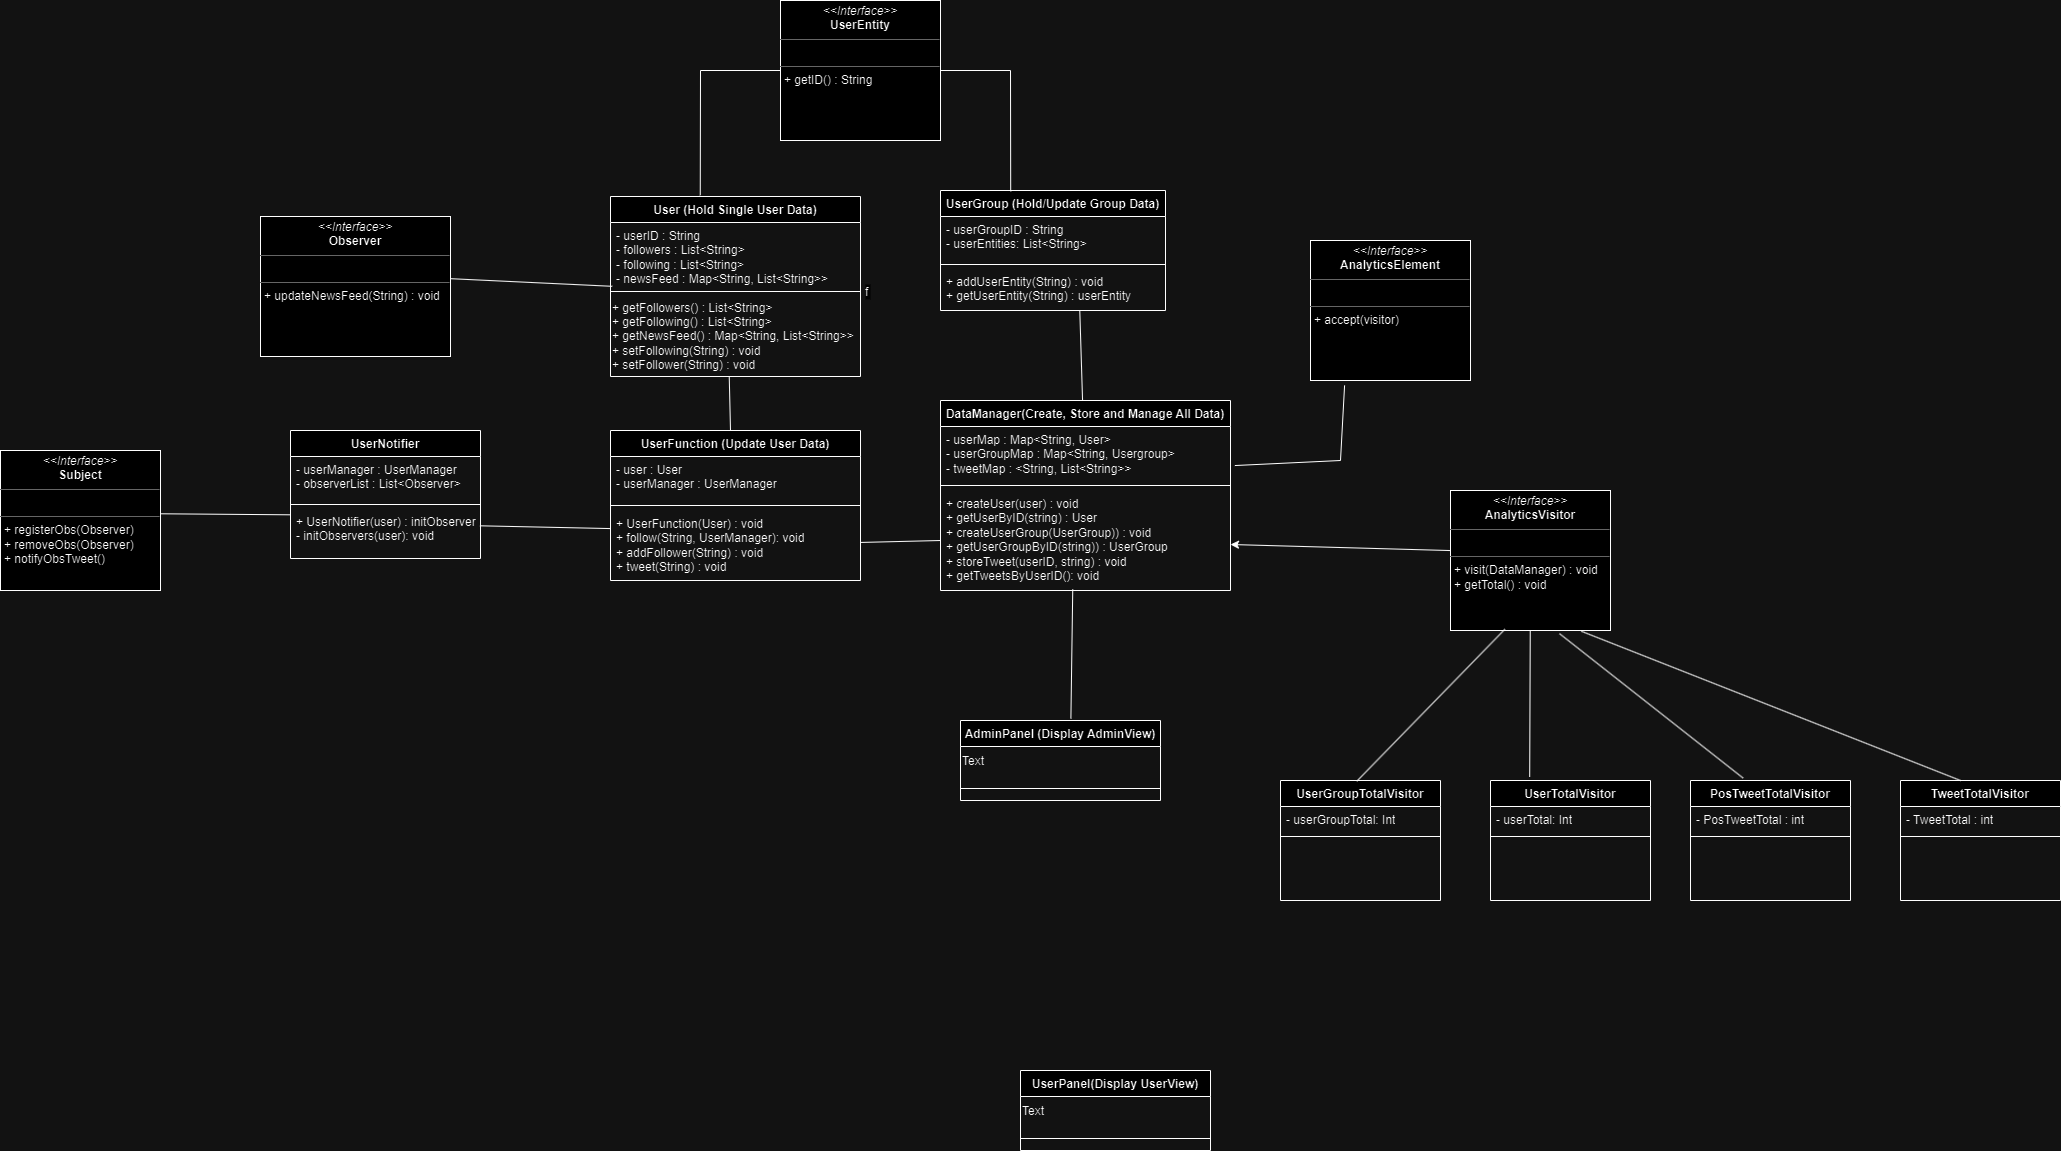 <<Interface>>
UserEntity
+ getID() : String
User (Hold Single User Data)
- userID : String
- followers : List<String>
- following : List<String>
- newsFeed : Map<String, List<String>>
+ getFollowers() : List<String>
+ getFollowing() : List<String>
+ getNewsFeed() : Map<String, List<String>>
+ setFollowing(String) : void
+ setFollower(String) : void
f
UserGroup (Hold/Update Group Data)
- userGroupID : String
- userEntities: List<String>
+ addUserEntity(String) : void
+ getUserEntity(String) : userEntity
<<Interface>>
Observer
+ updateNewsFeed(String) : void
<<Interface>>
AnalyticsElement
+ accept(visitor)
<<Interface>>
Subject
+ registerObs(Observer)
+ removeObs(Observer)
+ notifyObsTweet()
UserNotifier
- userManager : UserManager
- observerList : List<Observer>
+ UserNotifier(user) : initObserver
- initObservers(user): void
UserFunction (Update User Data)
- user : User
- userManager : UserManager
+ UserFunction(User) : void
+ follow(String, UserManager): void
+ addFollower(String) : void
+ tweet(String) : void
DataManager(Create, Store and Manage All Data)
- userMap : Map<String, User>
- userGroupMap : Map<String, Usergroup>
- tweetMap : <String, List<String>>
+ createUser(user) : void
+ getUserByID(string) : User
+ createUserGroup(UserGroup)) : void
+ getUserGroupByID(string)) : UserGroup
+ storeTweet(userID, string) : void
+ getTweetsByUserID(): void
<<Interface>>
AnalyticsVisitor
+ visit(DataManager) : void
+ getTotal() : void
AdminPanel (Display AdminView)
Text
UserGroupTotalVisitor
- userGroupTotal: Int
UserTotalVisitor
- userTotal: Int
PosTweetTotalVisitor
- PosTweetTotal : int
TweetTotalVisitor
- TweetTotal : int
UserPanel(Display UserView)
Text